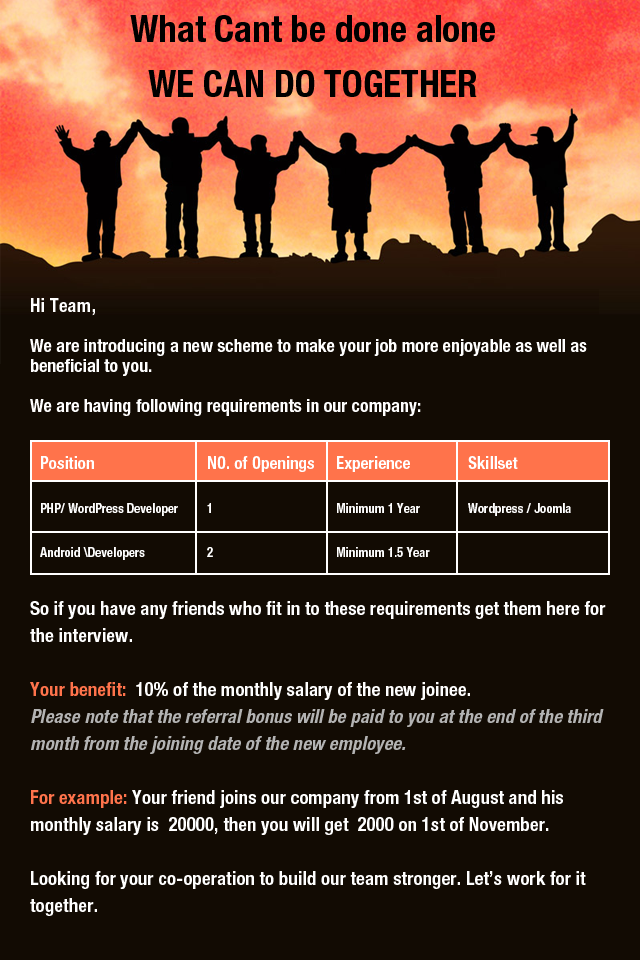 What Cant be done alone
WE CAN DO TOGETHER
Hi Team,
We are introducing a new scheme to make your job more enjoyable as well as
beneficial to you.
We are having following requirements in our company:
Position NO. of Openings Experience Skillset
PHP/ WordPress Developer 1 Minimum 1 Year Wordpress / Joomla
Android \Developers 2 Minimum 1.5 Year
So if you have any friends who fit in to these requirements get them here for
the interview.
Your benefit: 10% of the monthly salary of the new joinee.
Please note that the referral bonus will be paid to you at the end of the third
month from the joining date of the new employee.
For example: Your friend joins our company from 1st of August and his
monthly salary is 20000, then you will get 2000 on 1st of November.
Looking for your co-operation to build our team stronger. Let’s work for it
together.